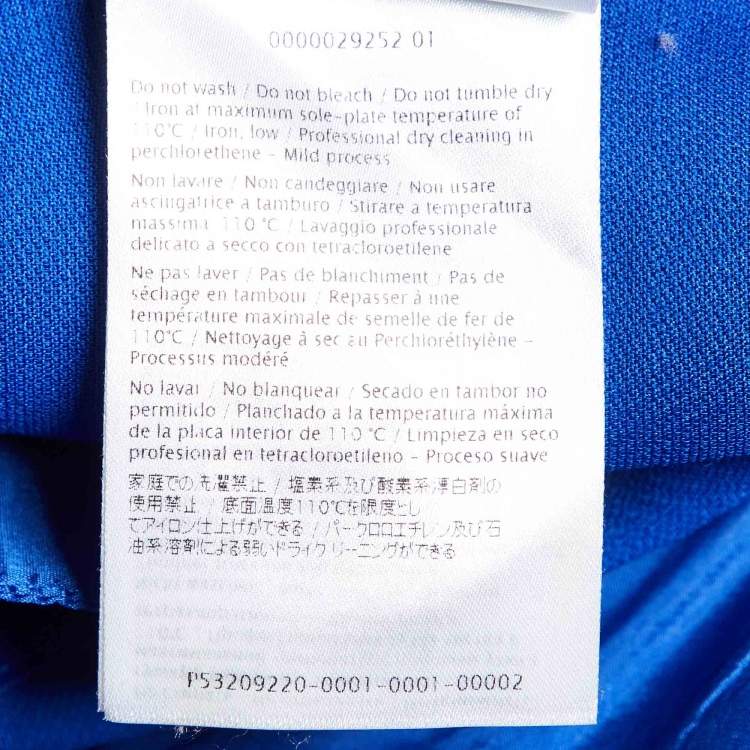 0000029252 01
Do not wash / Do not bleach / Do not tumble dry
/ Iron at maximum sole-plate temperature of
110°C / Iron, low / Professional dry cleaning in
perchlorethene - Mild process
Non lavare / Non candeggiare / Non usare
asciugatrice a tamburo / Stirare a temperatura
massima 110 °C / Lavaggio professionale
delicato a secco con tetracloroetilene
Ne pas laver / Pas de blanchiment / Pas de
séchage en tambour / Repasser à une
température maximale de semelle de fer de
110°C / Nettoyage à sec au Perchloréthylène -
Processus modéré
No lavar / No blanquear / Secado en tambor no
permitido / Planchado a la temperatura máxima
de la placa interior de 110 °C / Limpieza en seco
profesional en tetracloroetileno - Proceso suave
家庭での洗濯禁止 / 塩素系及び酸素系漂白剤の
使用禁止 / 底面温度110℃を限度とし
てアイロン仕上げができる / パークロロエチレン及び石
油系溶剤による弱いドライクリーニングができる
P53209220-0001-0001-00002